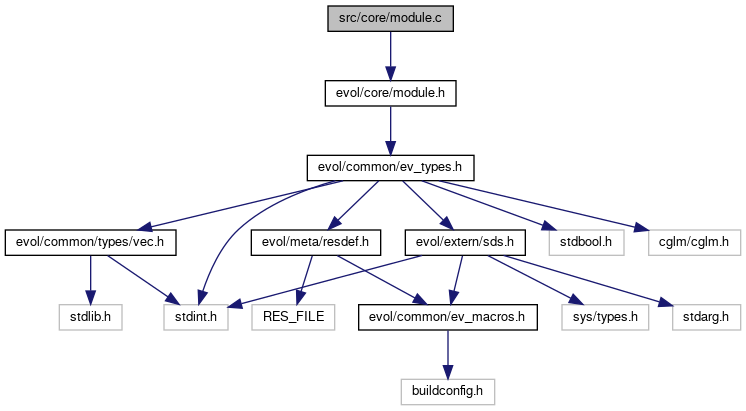 src/core/module.c
evol/core/module.h
evol/common/ev_types.h
evol/common/types/vec.h
evol/meta/resdef.h
evol/extern/sds.h
stdbool.h
cglm/cglm.h
stdlib.h
stdint.h
RES_FILE
evol/common/ev_macros.h
sys/types.h
stdarg.h
buildconfig.h